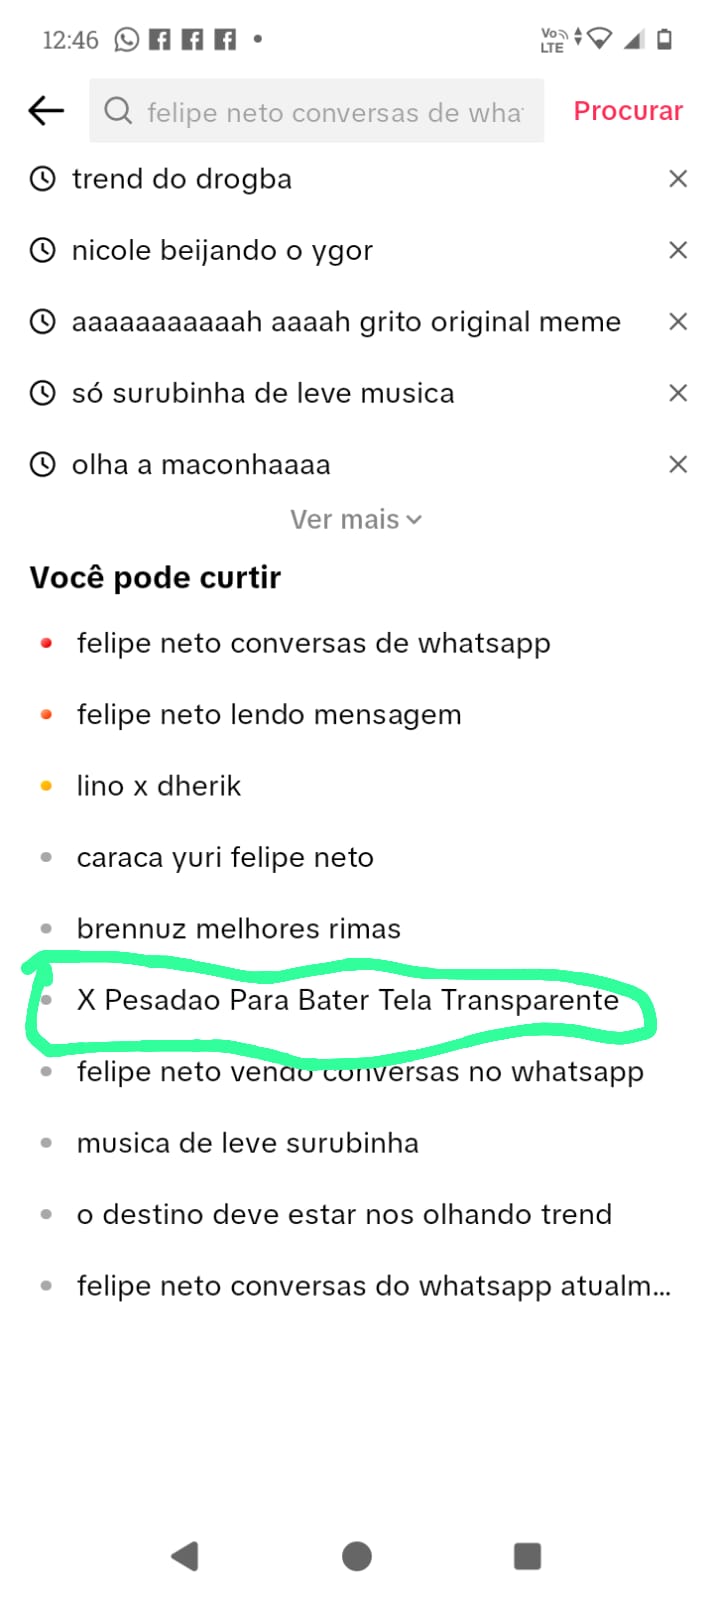 12:46
Vo
LTE
felipe neto conversas de wha
Procurar
trend do drogba
nicole beijando o ygor
aaaaaaaaaaah aaaah grito original meme
só surubinha de leve musica
olha a maconhaaaa
Ver mais
Você pode curtir
felipe neto conversas de whatsapp
felipe neto lendo mensagem
lino x dherik
caraca yuri felipe neto
brennuz melhores rimas
X Pesadao Para Bater Tela Transparente
felipe neto vendo conversas no whatsapp
musica de leve surubinha
o destino deve estar nos olhando trend
felipe neto conversas do whatsapp atualm...